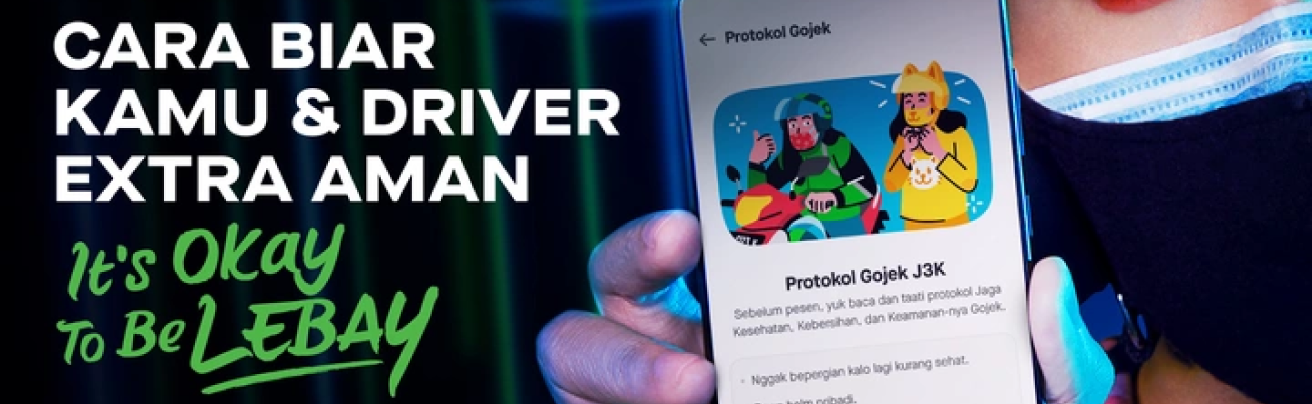 CARA BIAR
KAMU & DRIVER
EXTRA AMAN
It's Okay
To Be LEBAY
← Protokol Gojek
Protokol Gojek J3K
Sebelum pesen, yuk baca dan taati protokol Jaga
Kesehatan, Kebersihan, dan Keamanan-nya Gojek.
• Nggak bepergian kalo lagi kurang sehat.
helm pribadi.